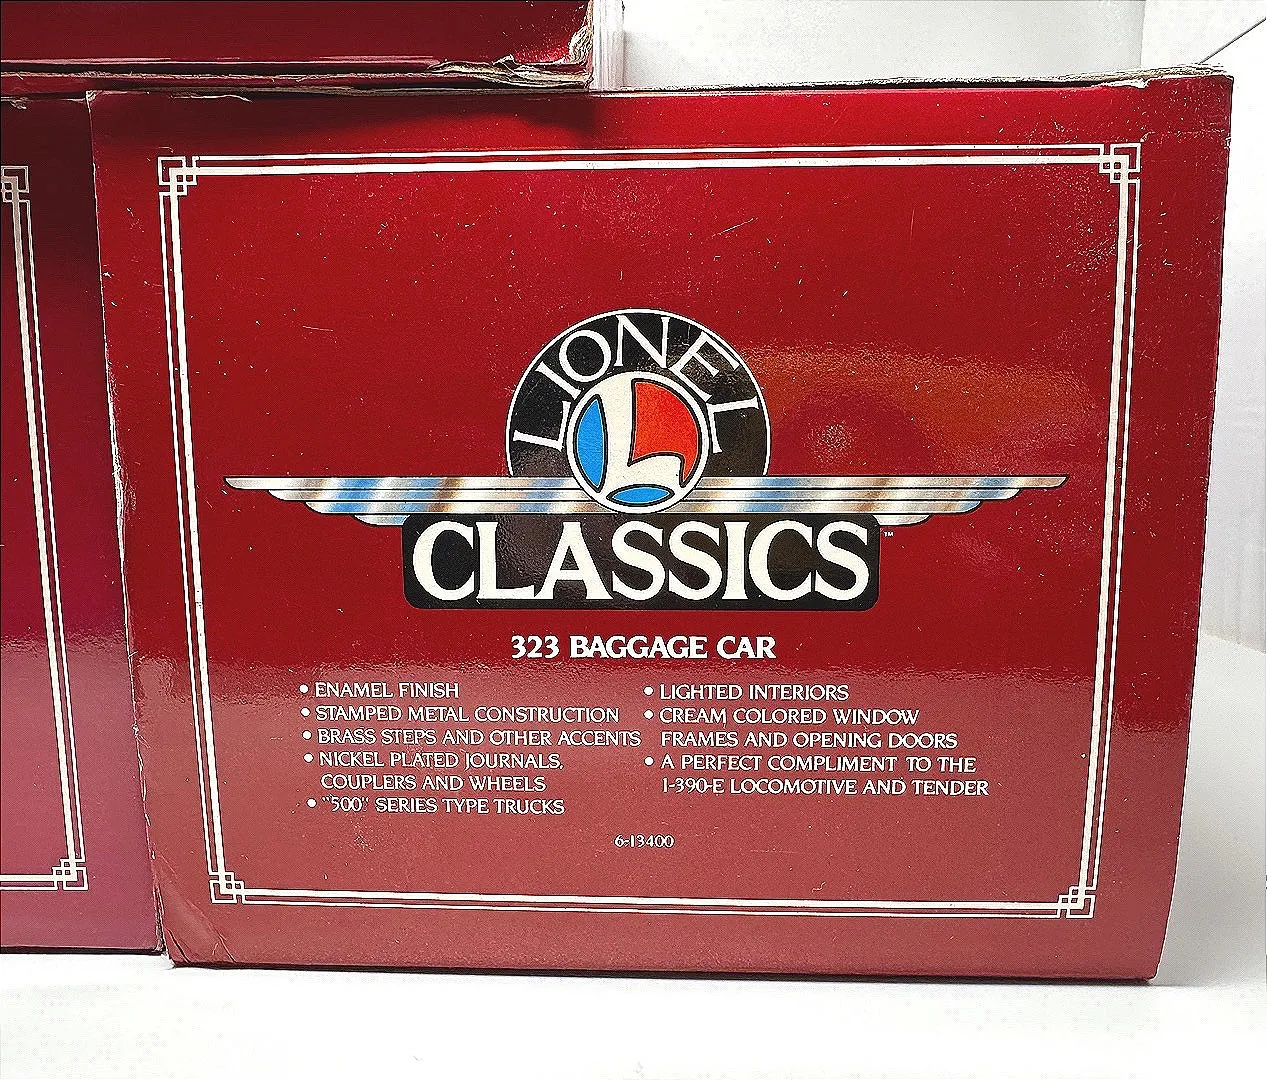 LIONEL
L
CLASSICS™
323 BAGGAGE CAR
• ENAMEL FINISH
• STAMPED METAL CONSTRUCTION
• BRASS STEPS AND OTHER ACCENTS
• NICKEL PLATED JOURNALS,
COUPLERS AND WHEELS
• "500" SERIES TYPE TRUCKS
• LIGHTED INTERIORS
• CREAM COLORED WINDOW
FRAMES AND OPENING DOORS
• A PERFECT COMPLIMENT TO THE
1-390-E LOCOMOTIVE AND TENDER
6-13400